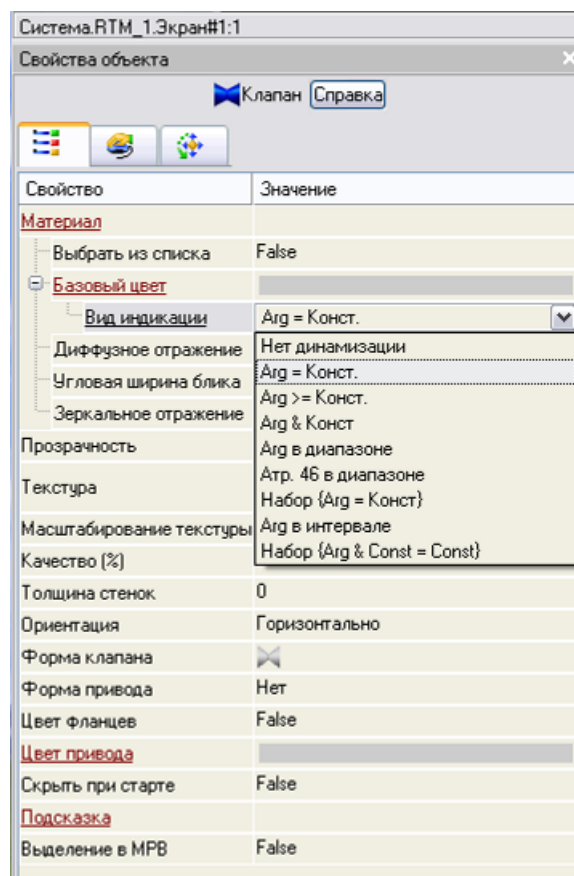 Система.RTM_1.Экран#1:1
Свойства объекта
Клапан Справка
Свойство Значение
Материал
Выбрать из списка False
Базовый цвет
Вид индикации Arg = Конст.
Диффузное отражение Нет динамизации
Arg = Конст.
Угловая ширина блика
Arg >= Конст.
Зеркальное отражение Arg & Конст
Прозрачность Arg в диапазоне
Атр. 46 в диапазоне
Текстура
Набор {Arg = Конст}
Масштабирование текстуры Arg в интервале
Качество (%) Набор {Arg & Const = Const}
Толщина стенок 0
Ориентация Горизонтально
Форма клапана
Форма привода Нет
Цвет фланцев False
Цвет привода
Скрыть при старте False
Подсказка
Выделение в МРВ False